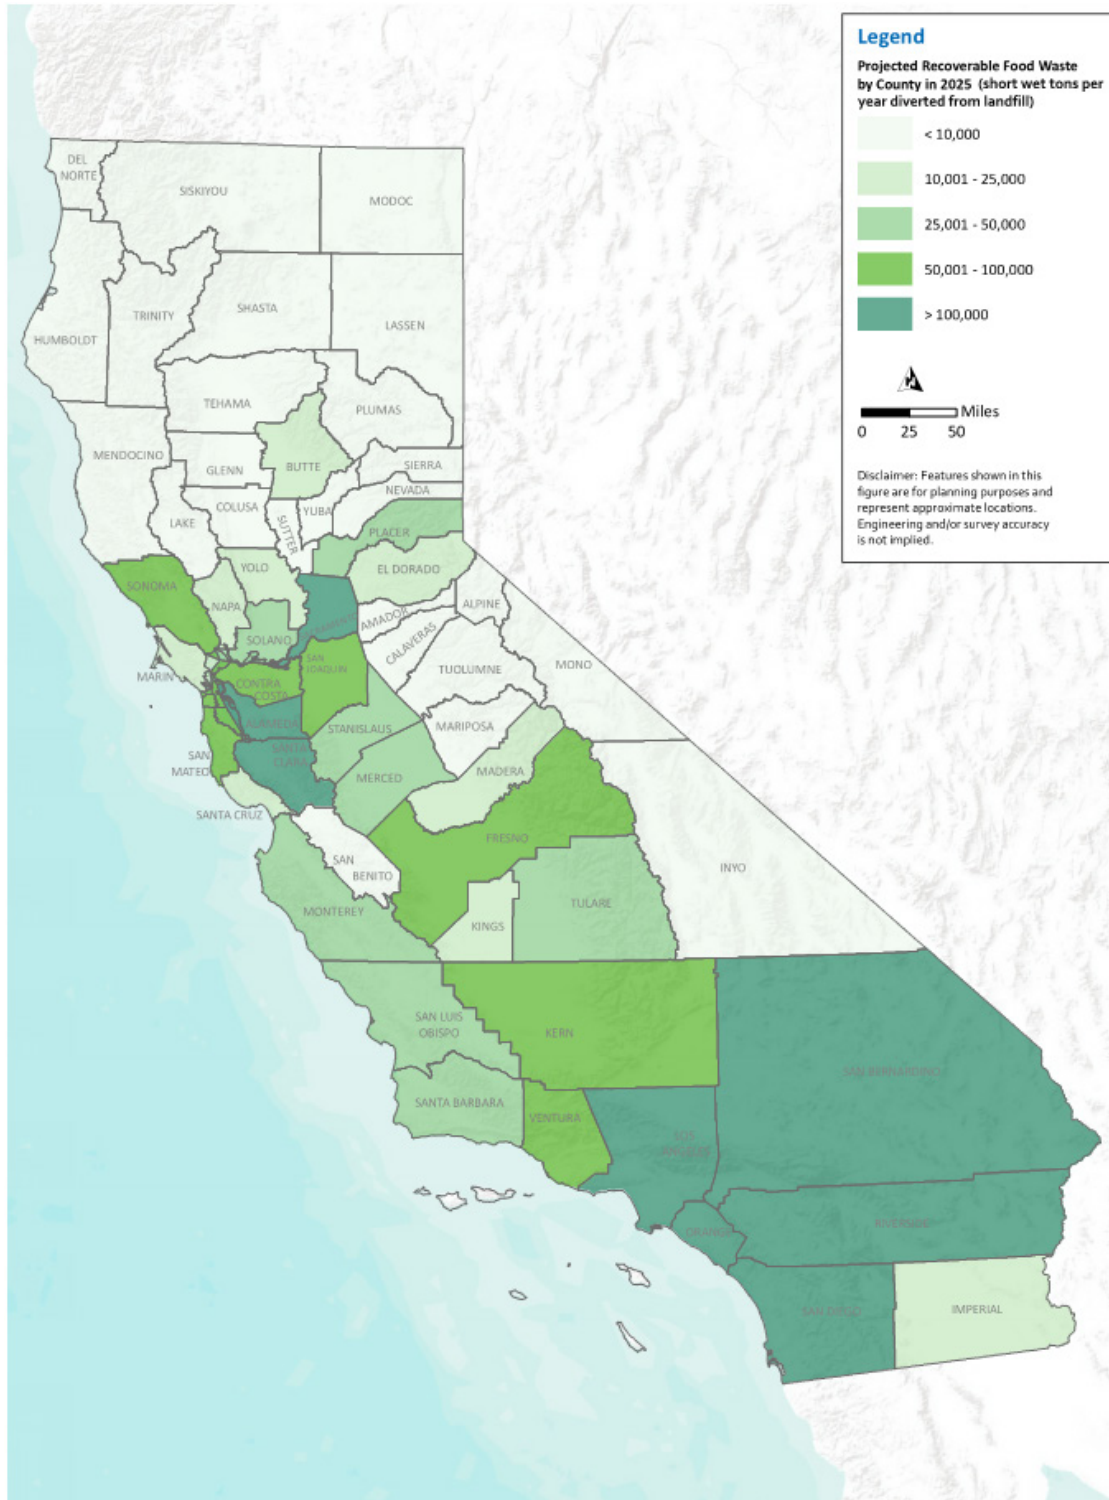 Legend
Projected Recoverable Food Waste
by County in 2025 (short wet tons per
year diverted from landfill)
< 10,000
10,001 - 25,000
25,001 - 50,000
50,001 - 100,000
> 100,000
N
Miles
0 25 50
Disclaimer: Features shown in this
figure are for planning purposes and
represent approximate locations.
Engineering and/or survey accuracy
is not implied.
DEL
NORTE
SISKIYOU
MODOC
HUMBOLDT
TRINITY
SHASTA
LASSEN
TEHAMA
PLUMAS
MENDOCINO
GLENN
BUTTE
SIERRA
NEVADA
LAKE
COLUSA
SUTTER
YUBA
PLACER
SONOMA
NAPA
YOLO
EL DORADO
SOLANO
AMADOR
ALPINE
CALAVERAS
MARIN
CONTRA
COSTA
SAN
JOAQUIN
TUOLUMNE
MONO
ALAMEDA
STANISLAUS
MARIPOSA
SAN
MATEO
SANTA
CLARA
MERCED
MADERA
SANTA CRUZ
FRESNO
SAN
BENITO
INYO
MONTEREY
KINGS
TULARE
SAN LUIS
OBISPO
KERN
SAN BERNARDINO
SANTA BARBARA
VENTURA
LOS
ANGELES
ORANGE
RIVERSIDE
SAN DIEGO
IMPERIAL